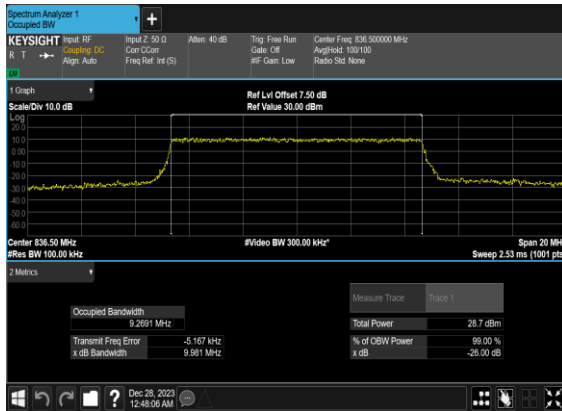 Spectrum Analyzer 1
Occupied BW
+
KEYSIGHT Input: RF Input Z: 50 Ω Atten: 40 dB Trig: Free Run Center Freq: 836.500000 MHz
R T Coupling: DC Corr CCorr Gate: Off Avg|Hold: 100/100
Align: Auto Freq Ref: Int (S) #IF Gain: Low Radio Std: None
LXI
1 Graph
Ref Lvl Offset 7.50 dB
Scale/Div 10.0 dB Ref Value 30.00 dBm
Log
20.0
10.0
0.00
-10.0
-20.0
-30.0
-40.0
-50.0
-60.0
Center 836.50 MHz #Video BW 300.00 kHz* Span 20 MH
#Res BW 100.00 kHz Sweep 2.53 ms (1001 pts
2 Metrics
Measure Trace Trace 1
Occupied Bandwidth
9.2691 MHz Total Power 28.7 dBm
Transmit Freq Error -5.167 kHz % of OBW Power 99.00 %
x dB Bandwidth 9.981 MHz x dB -26.00 dB
? Dec 28, 2023
12:48:06 AM